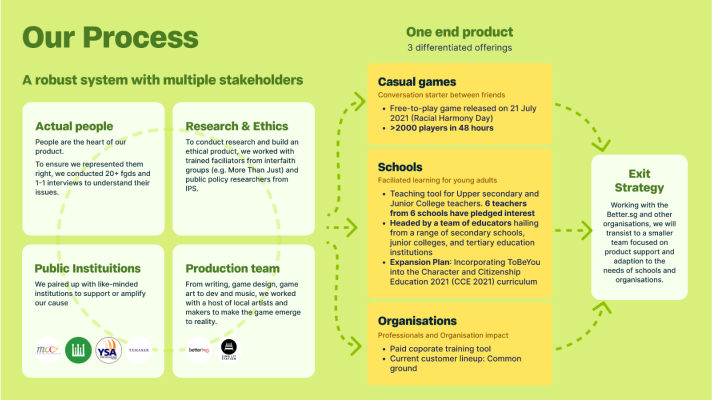 Our Process
A robust system with multiple stakeholders
Actual people
People are the heart of our
product.
To ensure we represented them
right, we conducted 20+ fgds and
1-1 interviews to understand their
issues.
Research & Ethics
To conduct research and build an
ethical product, we worked with
trained faciliators from interfaith
groups (e.g. More Than Just) and
public policy researchers from
IPS.
Public Instituitions
We paired up with like-minded
institutions to support or amplify
our cause
YSA
TOHANEE
Production team
From writing, game design, game
art to dev and music, we worked
with a host of local artists and
makers to make the game emerge
to reality.
better.sg
One end product
3 differentiated offerings
Casual games
Conversation starter between friends
• Free-to-play game released on 21 July
2021 (Racial Harmony Day)
• >2000 players in 48 hours
Schools
Faciliated learning for young adults
• Teaching tool for Upper secondary and
Junior College teachers. 6 teachers
from 6 schools have pledged interest
• Headed by a team of educators hailing
from a range of secondary schools,
junior colleges, and tertiary education
institutions
• Expansion Plan: Incorporating ToBeYou
into the Character and Citizenship
Education 2021 (CCE 2021) curriculum
Organisations
Professionals and Organisation impact
• Paid coporate training tool
• Current customer lineup: Common
ground
Exit
Strategy
Working with the
Better.sg and other
organisations, we will
transist to a smaller
team focused on
product support and
adaption to the
needs of schools and
organisations.